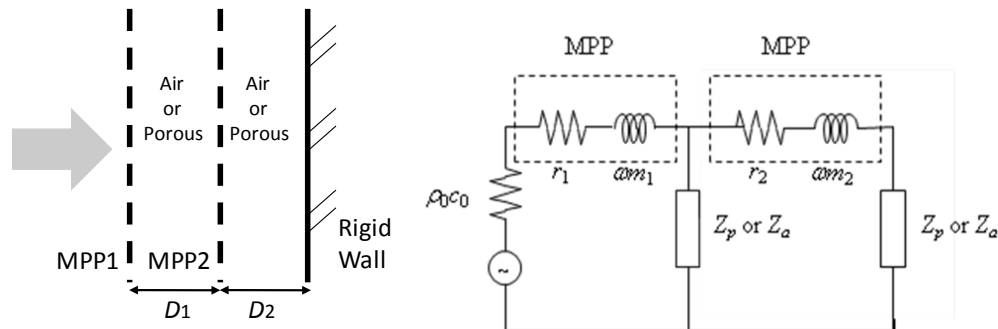 Air
or
Porous
Air
or
Porous
MPP1
MPP2
Rigid
Wall
D1
D2
MPP
MPP
r1
ωm1
r2
ωm2
ρ0c0
~
Zp or Za
Zp or Za